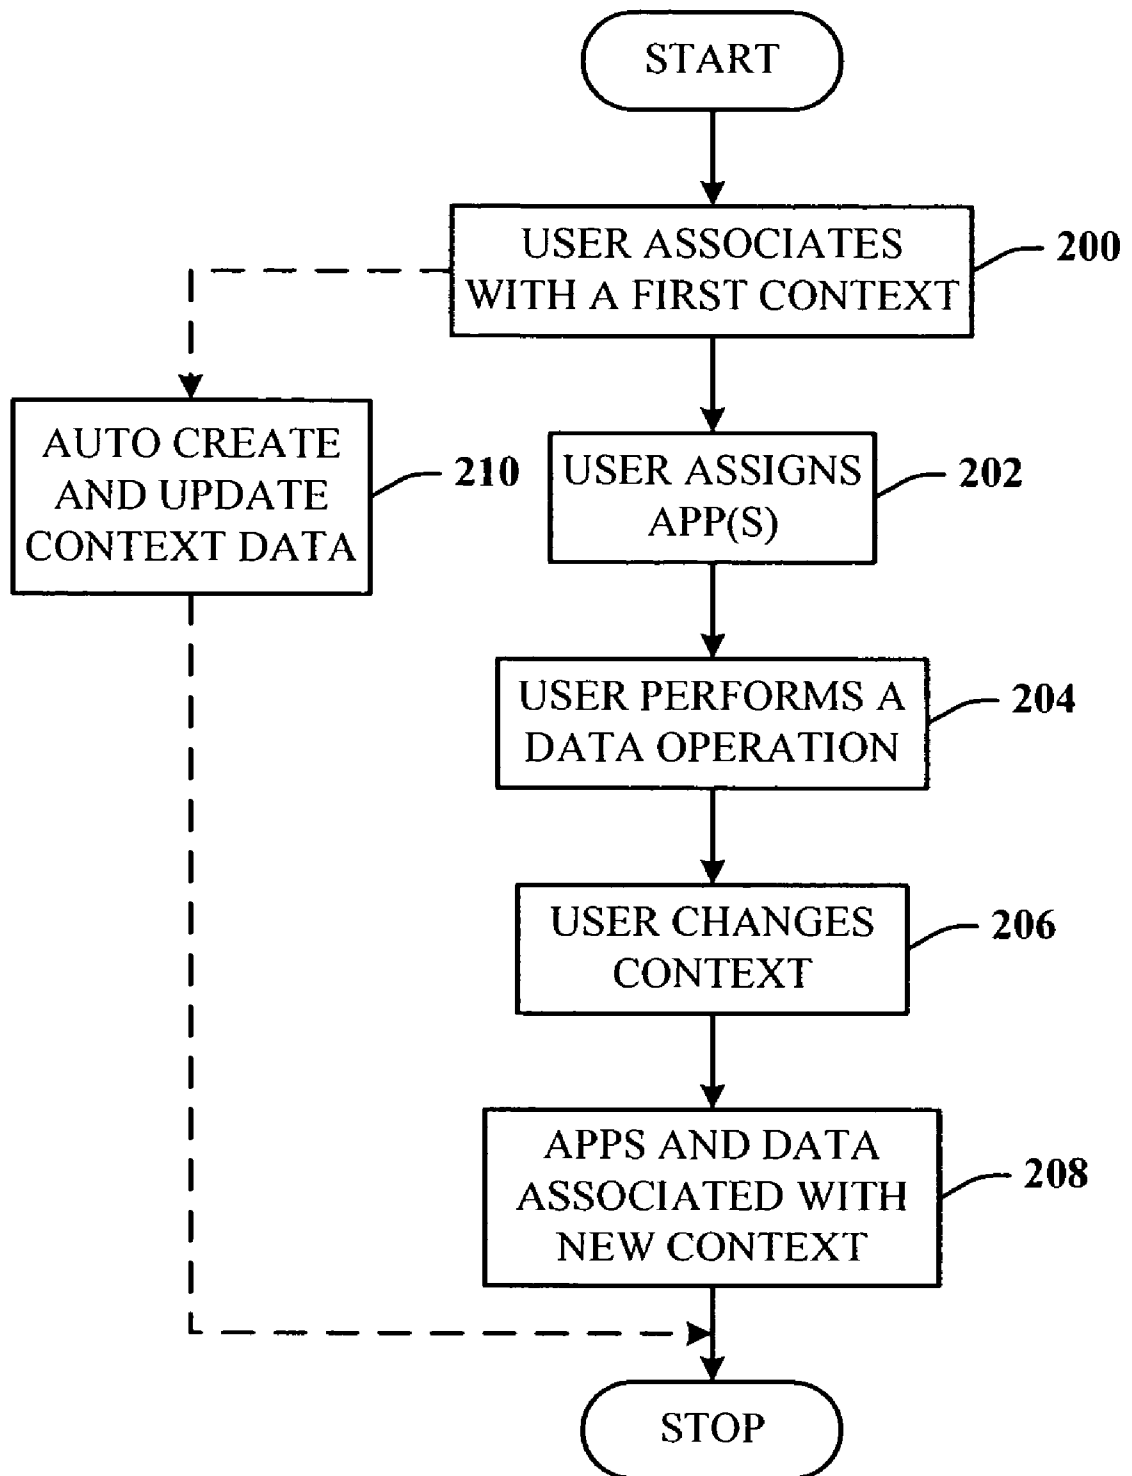 START
USER ASSOCIATES
WITH A FIRST CONTEXT
200
AUTO CREATE
AND UPDATE
CONTEXT DATA
210
USER ASSIGNS
APP(S)
202
USER PERFORMS A
DATA OPERATION
204
USER CHANGES
CONTEXT
206
APPS AND DATA
ASSOCIATED WITH
NEW CONTEXT
208
STOP